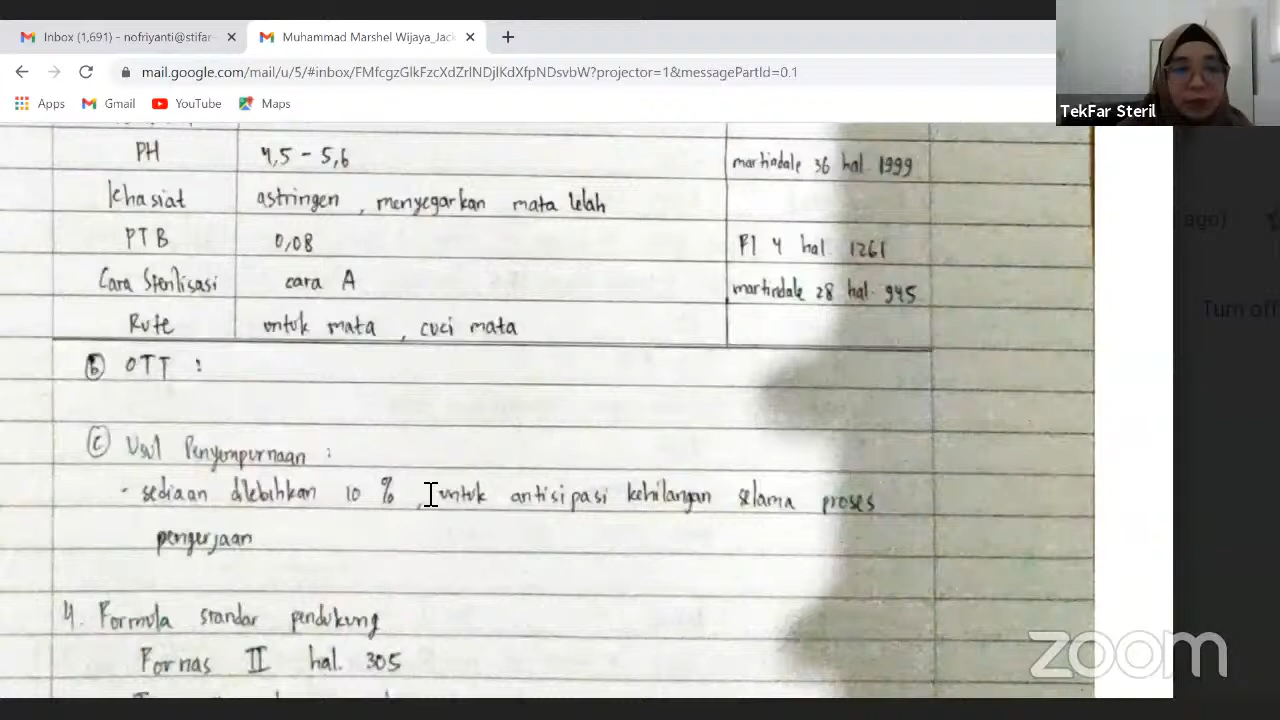 Inbox (1,691) - nofriyanti@stifar
Muhammad Marshel Wijaya_Jack
mail.google.com/mail/u/5/#inbox/FMfcgzGlkFzcXdZrlNDjlKdXfpNDsvbW?projector=1&messagePartId=0.1
Apps Gmail YouTube Maps
TekFar Steril
PH 4,5 - 5,6 martindale 36 hal. 1999
Khasiat astringen, menyegarkan mata lelah
PTB 0,08 FI 4 hal. 1261
Cara Sterilisasi cara A martindale 28 hal. 945
Rute untuk mata, cuci mata
ago)
Turn off
B OTT :
C Usul Penyempurnaan :
- sediaan dilebihkan 10 %, untuk antisipasi kehilangan selama proses
pengerjaan
4. Formula standar pendukung
Fornas II hal. 305
zoom